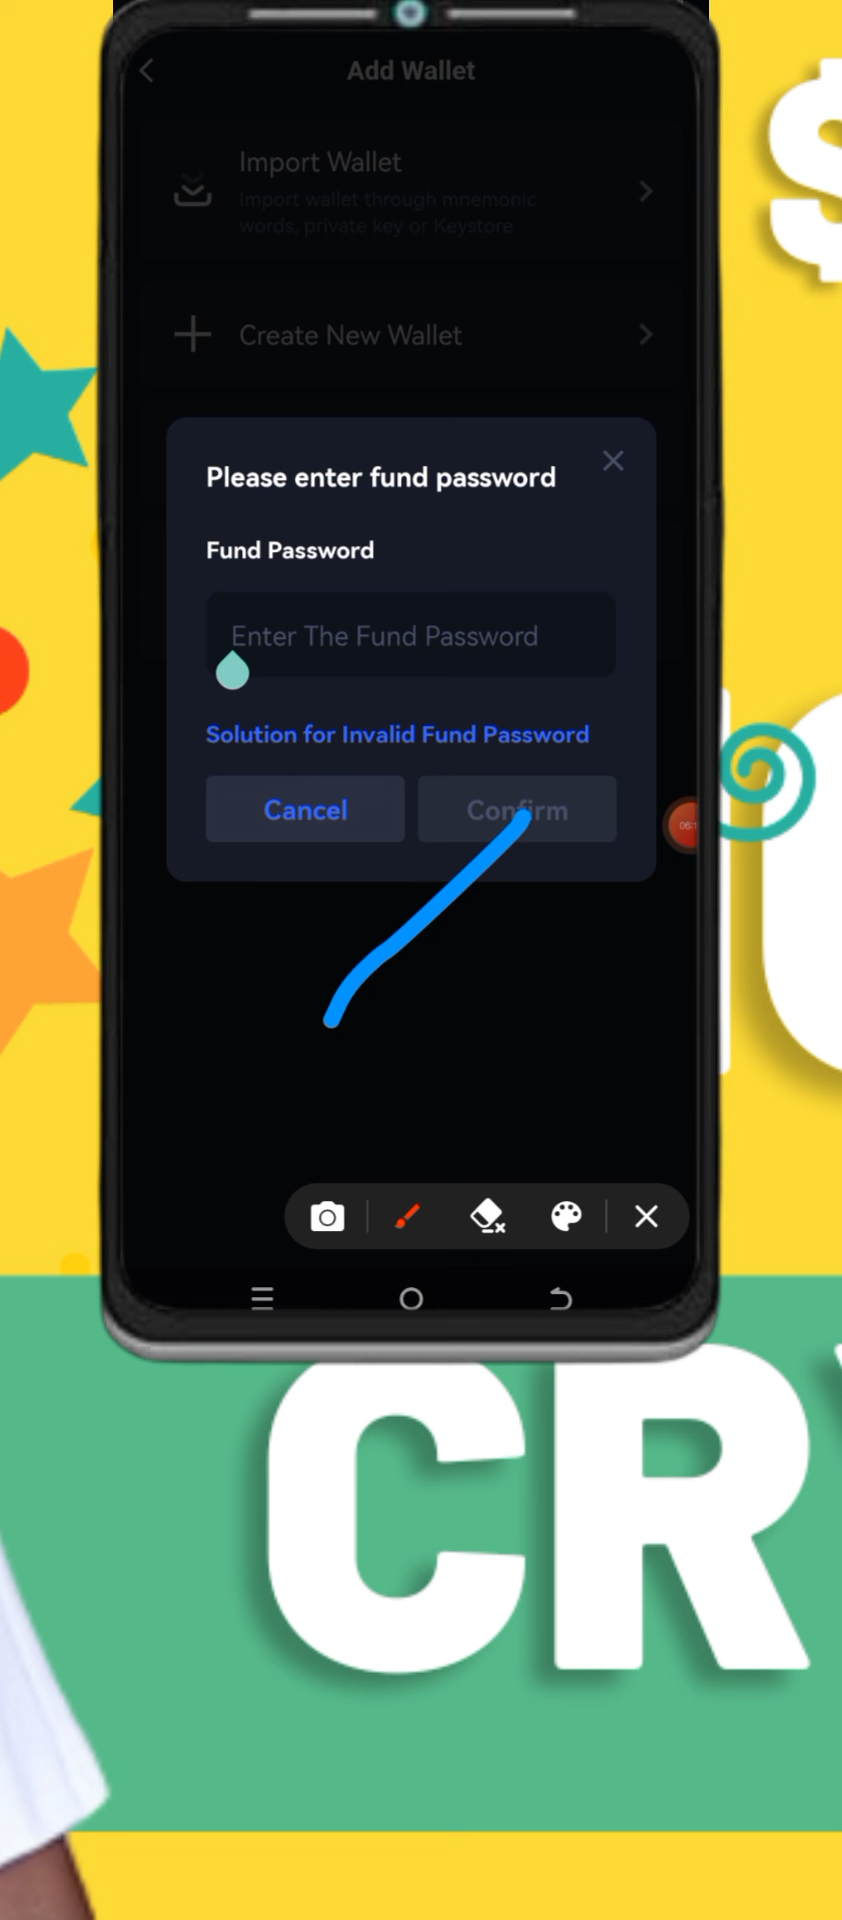 $
Add Wallet
Import Wallet
Import wallet through mnemonic
words, private key or Keystore
Create New Wallet
Please enter fund password
Fund Password
Enter The Fund Password
Solution for Invalid Fund Password
Cancel
Confirm
CR